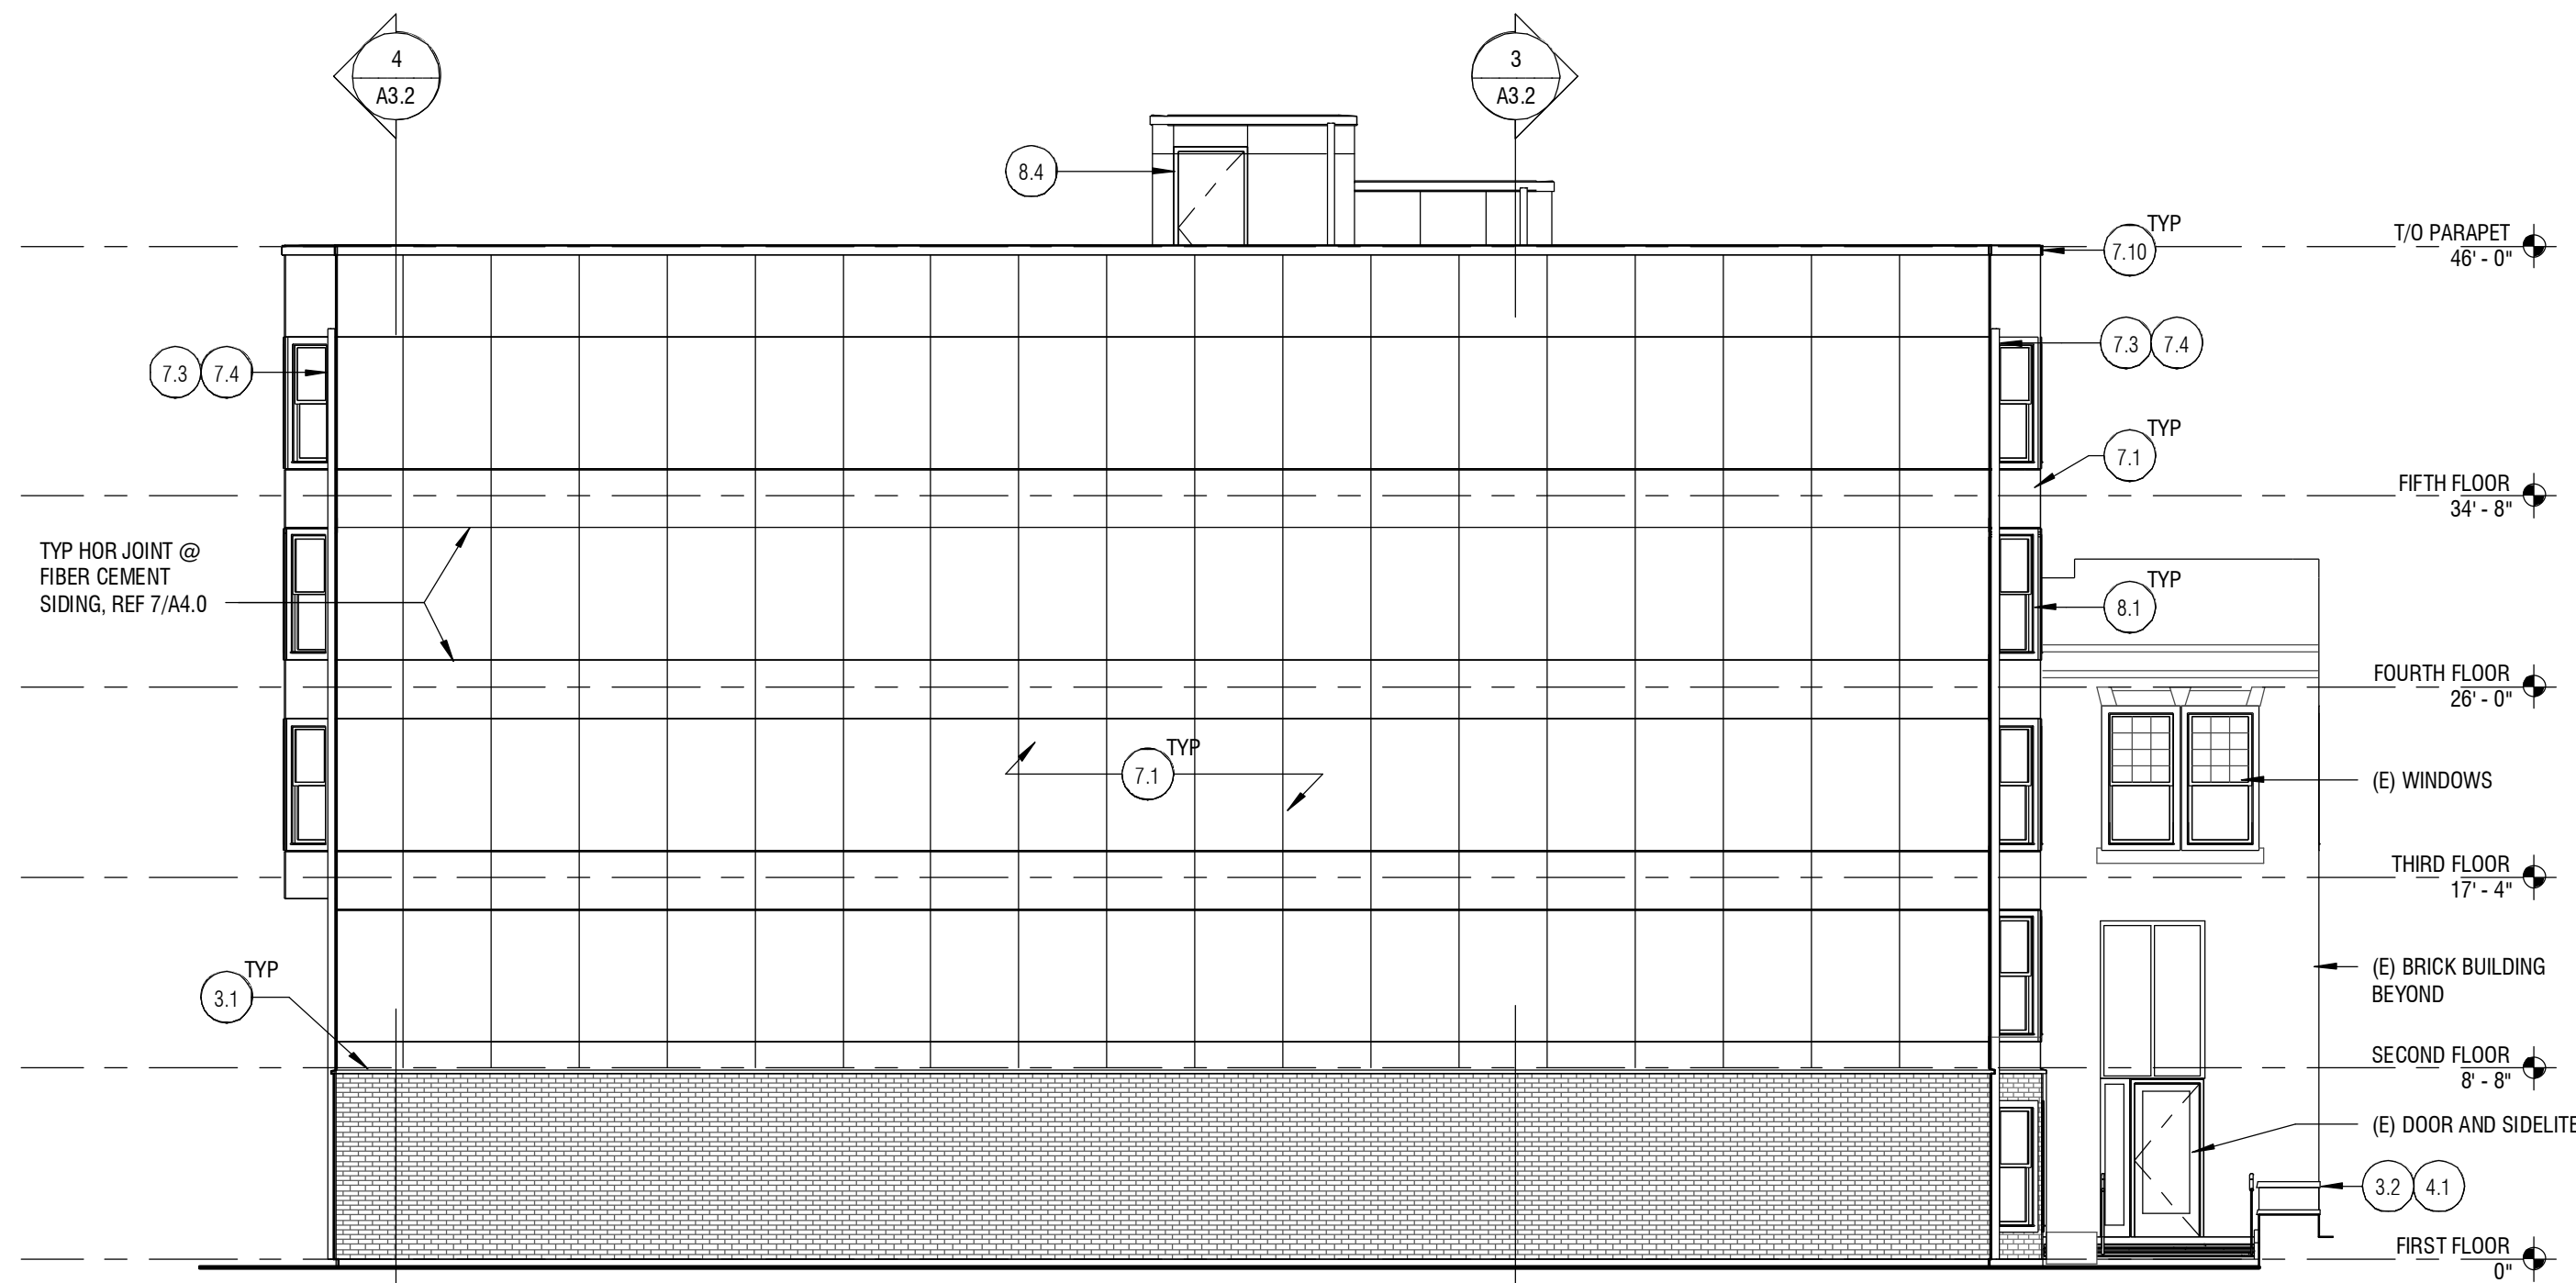 4
A3.2
3
A3.2
8.4
TYP
7.10
T/O PARAPET
46' - 0"
7.3 7.4
7.3 7.4
TYP
7.1
FIFTH FLOOR
34' - 8"
TYP HOR JOINT @
FIBER CEMENT
SIDING, REF 7/A4.0
TYP
8.1
FOURTH FLOOR
26' - 0"
TYP
7.1
(E) WINDOWS
THIRD FLOOR
17' - 4"
TYP
3.1
(E) BRICK BUILDING
BEYOND
SECOND FLOOR
8' - 8"
(E) DOOR AND SIDELITE
3.2 4.1
FIRST FLOOR
0"